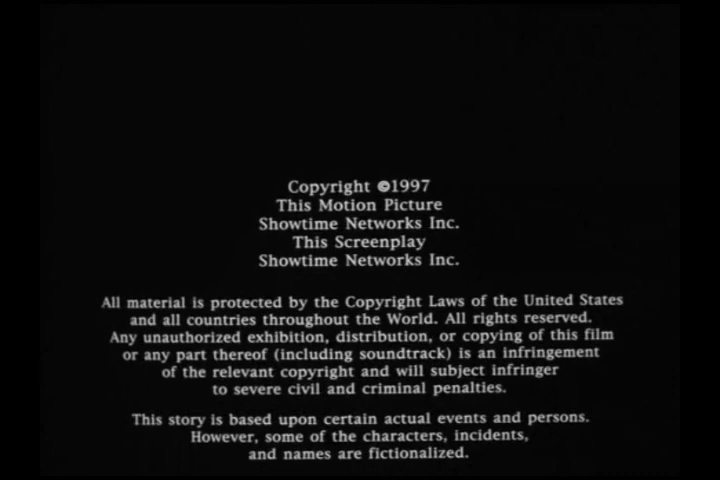 Copyright ©1997
This Motion Picture
Showtime Networks Inc.
This Screenplay
Showtime Networks Inc.
All material is protected by the Copyright Laws of the United States
and all countries throughout the World. All rights reserved.
Any unauthorized exhibition, distribution, or copying of this film
or any part thereof (including soundtrack) is an infringement
of the relevant copyright and will subject infringer
to severe civil and criminal penalties.
This story is based upon certain actual events and persons.
However, some of the characters, incidents,
and names are fictionalized.